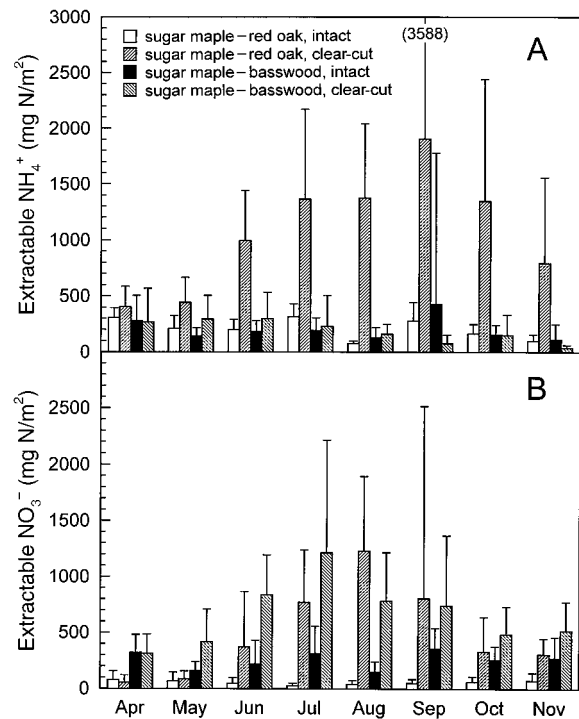 (3588)
A
sugar maple–red oak, intact
sugar maple–red oak, clear-cut
sugar maple–basswood, intact
sugar maple–basswood, clear-cut
Extractable NH₄⁺ (mg N/m²)
3000
2500
2000
1500
1000
500
0
B
Extractable NO₃⁻ (mg N/m²)
2500
2000
1500
1000
500
0
Apr May Jun Jul Aug Sep Oct Nov